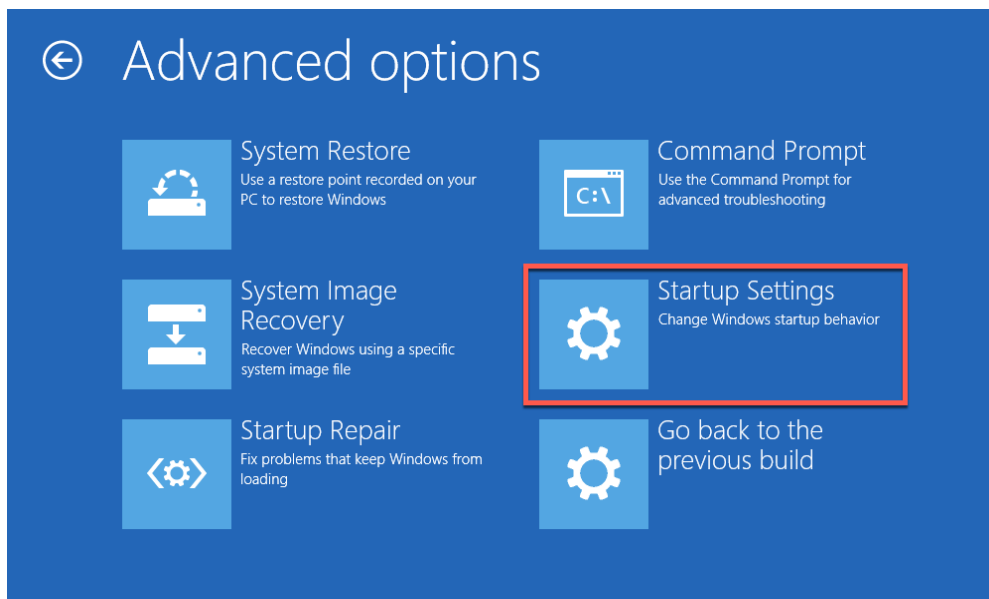 Advanced options
System Restore
Use a restore point recorded on your
PC to restore Windows
Command Prompt
Use the Command Prompt for
advanced troubleshooting
C:\
System Image
Recovery
Recover Windows using a specific
system image file
Startup Settings
Change Windows startup behavior
Startup Repair
Fix problems that keep Windows from
loading
Go back to the
previous build